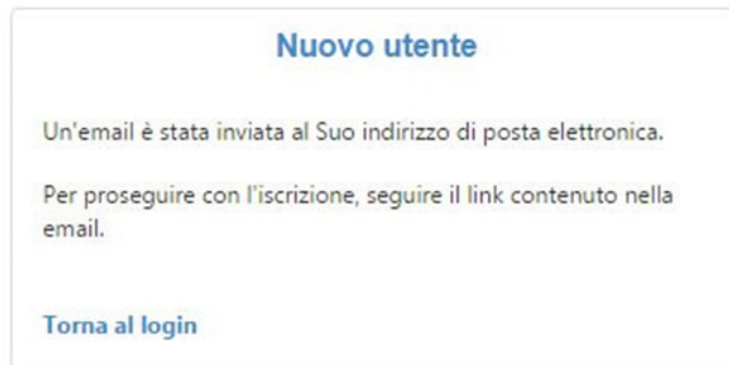 Nuovo utente
Un'email è stata inviata al Suo indirizzo di posta elettronica.
Per proseguire con l'iscrizione, seguire il link contenuto nella
email.
Torna al login